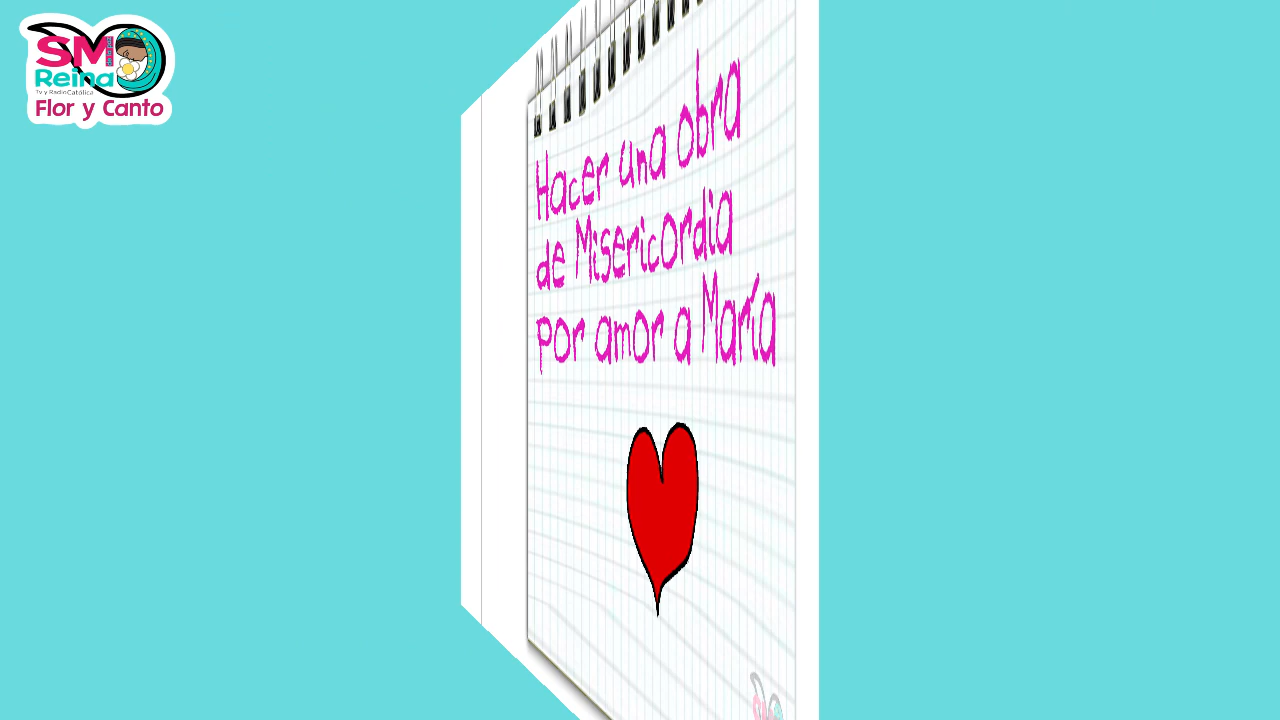 SM
Reina
Tv y Radio Católica
Flor y Canto
Hacer una obra
de Misericordia
por amor a María